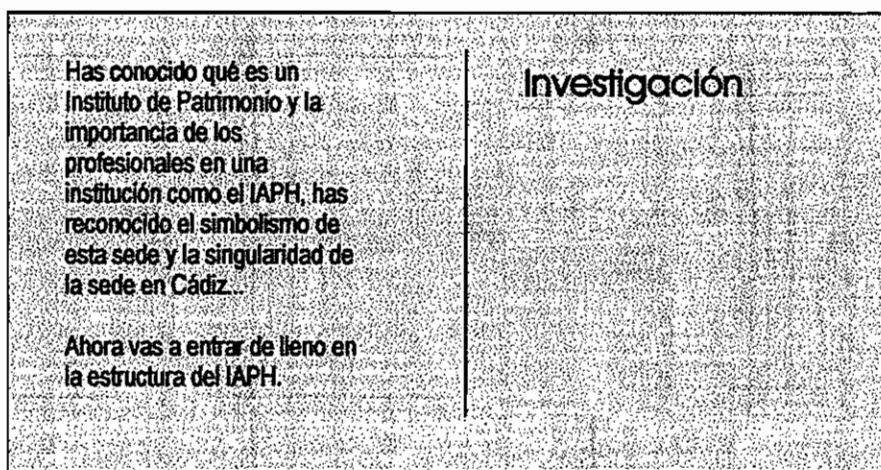 Has conocido qué es un
Instituto de Patrimonio y la
importancia de los
profesionales en una
institución como el IAPH, has
reconocido el simbolismo de
esta sede y la singularidad de
la sede en Cádiz...
Ahora vas a entrar de lleno en
la estructura del IAPH.
Investigación